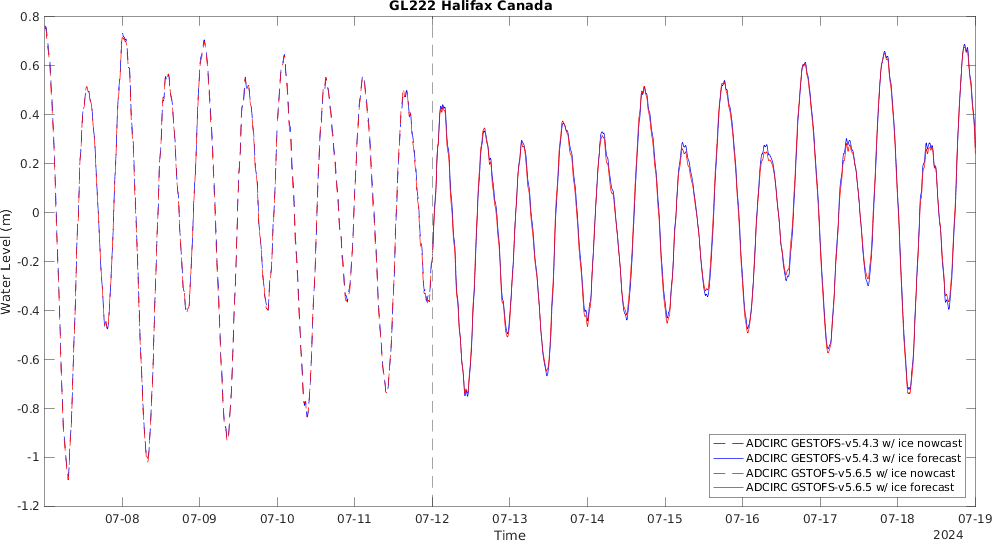 GL222 Halifax Canada
0.8
0.6
0.4
0.2
0
-0.2
-0.4
-0.6
-0.8
-1
-1.2
Water Level (m)
07-08 07-09 07-10 07-11 07-12 07-13 07-14 07-15 07-16 07-17 07-18 07-19
Time
2024
ADCIRC GESTOFS-v5.4.3 w/ ice nowcast
ADCIRC GESTOFS-v5.4.3 w/ ice forecast
ADCIRC GSTOFS-v5.6.5 w/ ice nowcast
ADCIRC GSTOFS-v5.6.5 w/ ice forecast